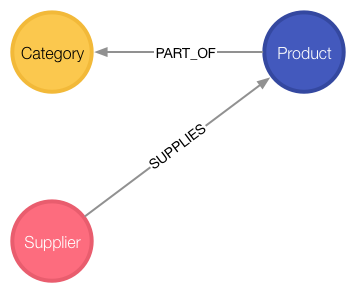 Category
PART_OF
Product
SUPPLIES
Supplier